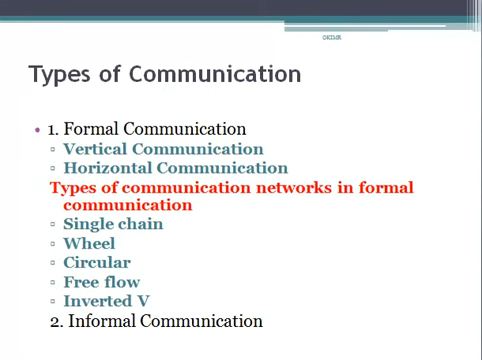 OKIMR
Types of Communication
• 1. Formal Communication
▫ Vertical Communication
▫ Horizontal Communication
Types of communication networks in formal
communication
▫ Single chain
▫ Wheel
▫ Circular
▫ Free flow
▫ Inverted V
2. Informal Communication